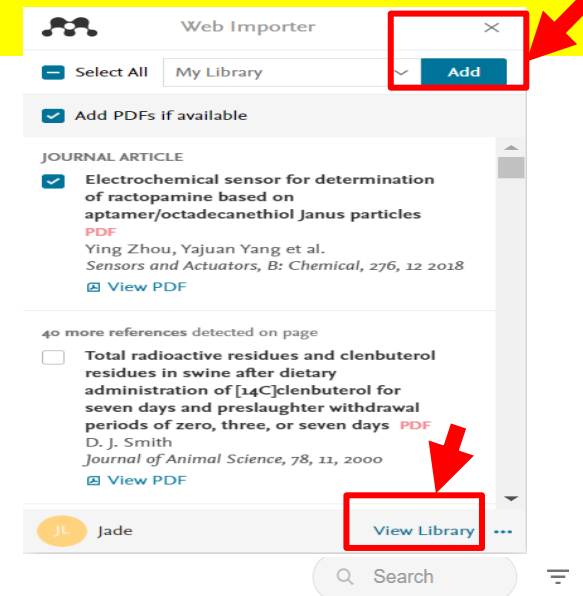 Web Importer
Select All My Library Add
Add PDFs if available
JOURNAL ARTICLE
Electrochemical sensor for determination
of ractopamine based on
aptamer/octadecanethiol Janus particles
PDF
Ying Zhou, Yajuan Yang et al.
Sensors and Actuators, B: Chemical, 276, 12 2018
View PDF
40 more references detected on page
Total radioactive residues and clenbuterol
residues in swine after dietary
administration of [14C]clenbuterol for
seven days and preslaughter withdrawal
periods of zero, three, or seven days PDF
D. J. Smith
Journal of Animal Science, 78, 11, 2000
View PDF
JL Jade View Library
Search